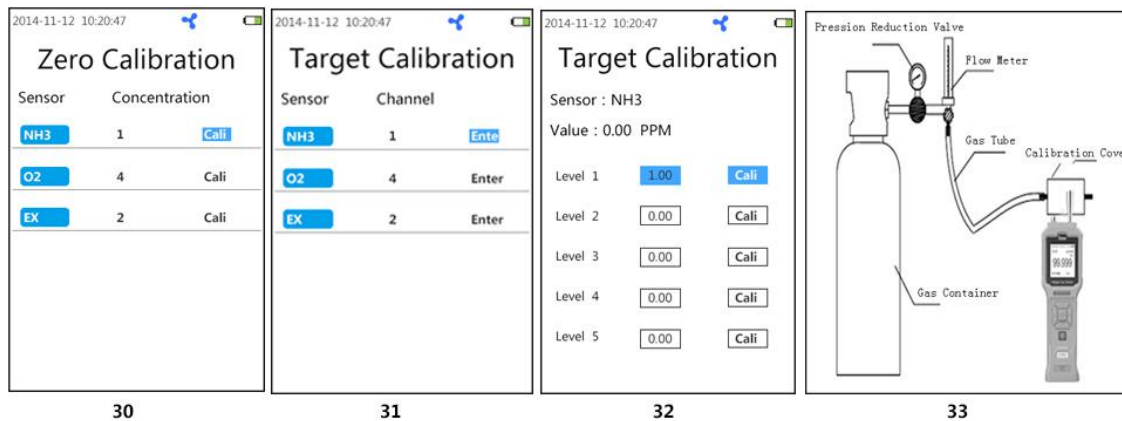 2014-11-12 10:20:47
Zero Calibration
Sensor Concentration
NH3 1 Cali
O2 4 Cali
EX 2 Cali
30
2014-11-12 10:20:47
Target Calibration
Sensor Channel
NH3 1 Ente
O2 4 Enter
EX 2 Enter
31
2014-11-12 10:20:47
Target Calibration
Sensor : NH3
Value : 0.00 PPM
Level 1 1.00 Cali
Level 2 0.00 Cali
Level 3 0.00 Cali
Level 4 0.00 Cali
Level 5 0.00 Cali
32
Pression Reduction Valve
Flow Meter
Gas Tube
Calibration Cove
99.999
Gas Container
33